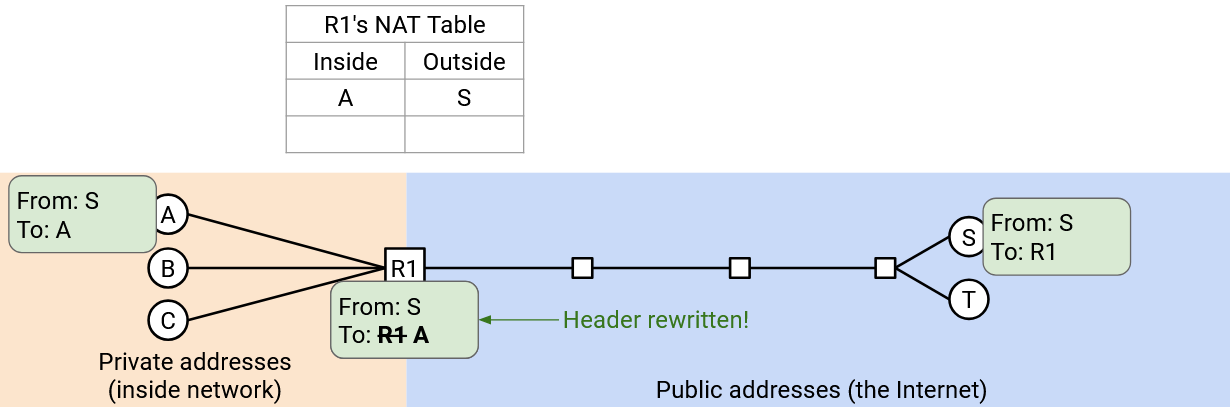 R1's NAT Table
Inside Outside
A S
From: S
To: A
A
B
C
R1
From: S
To: R1 A
Header rewritten!
S
From: S
To: R1
T
Private addresses
(inside network)
Public addresses (the Internet)